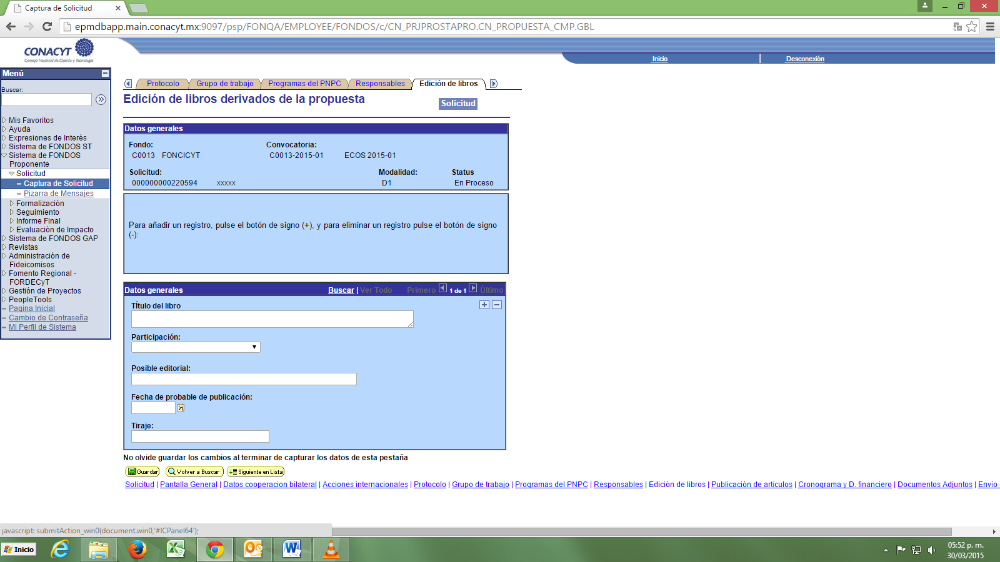 Captura de Solicitud
epmdbapp.main.conacyt.mx:9097/psp/FONQA/EMPLOYEE/FONDOS/c/CN_PRJPROSTAPRO.CN_PROPUESTA_CMP.GBL
CONACYT
Consejo Nacional de Ciencia y Tecnología
Inicio
Desconexión
Menú
Buscar:
Mis Favoritos
Ayuda
Expresiones de Interés
Sistema de FONDOS ST
Sistema de FONDOS
Proponente
Solicitud
Captura de Solicitud
Pizarra de Mensajes
Formalización
Seguimiento
Informe Final
Evaluación de Impacto
Sistema de FONDOS GAP
Revistas
Administración de
Fideicomisos
Fomento Regional -
FORDECyT
Gestión de Proyectos
PeopleTools
Pagina Inicial
Cambio de Contraseña
Mi Perfil de Sistema
Protocolo Grupo de trabajo Programas del PNPC Responsables Edición de libros
Edición de libros derivados de la propuesta
Solicitud
Datos generales
Fondo: Convocatoria:
C0013 FONCICYT C0013-2015-01 ECOS 2015-01
Solicitud: Modalidad: Status
000000000220594 xxxxx D1 En Proceso
Para añadir un registro, pulse el botón de signo (+), y para eliminar un registro pulse el botón de signo
(-):
Datos generales Buscar | Ver Todo Primero 1 de 1 Último
TÍtulo del libro
Participación:
Posible editorial:
Fecha de probable de publicación:
31
Tiraje:
No olvide guardar los cambios al terminar de capturar los datos de esta pestaña
Guardar Volver a Buscar Siguiente en Lista
Solicitud | Pantalla General | Datos cooperacion bilateral | Acciones internacionales | Protocolo | Grupo de trabajo | Programas del PNPC | Responsables | Edición de libros | Publicación de artículos | Cronograma y D. financiero | Documentos Adjuntos | Envío
javascript: submitAction_win0(document.win0,'#ICPanel64');
Inicio
05:52 p. m.
30/03/2015